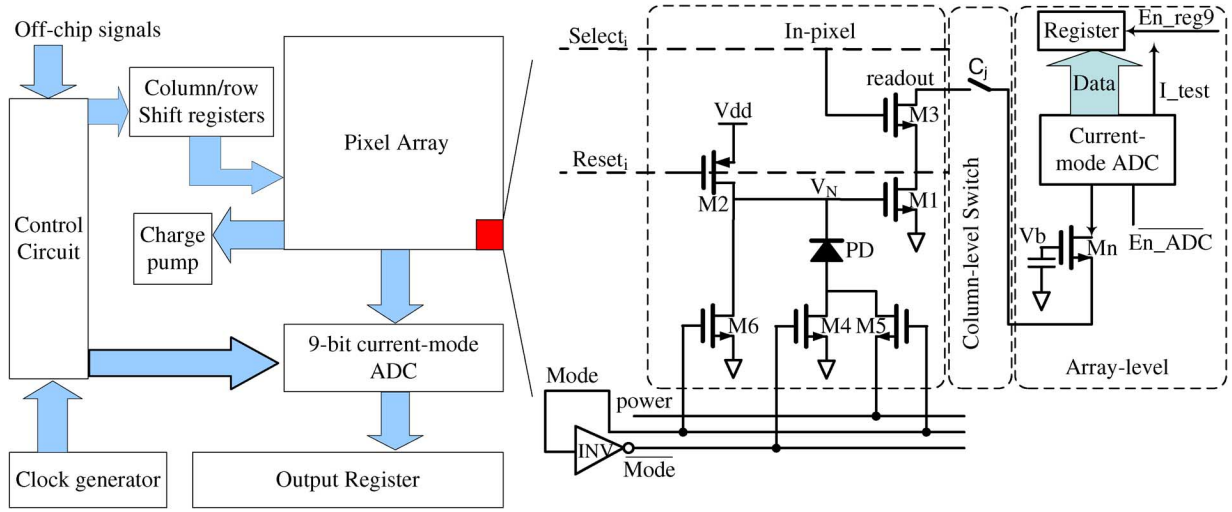 Off-chip signals
Column/row
Shift registers
Pixel Array
Control
Circuit
Charge
pump
9-bit current-mode
ADC
Clock generator
Output Register
Select_i
In-pixel
readout
Vdd
M3
Reset_i
M2
V_N
M1
PD
M6
M4
M5
Mode
power
INV
M̅o̅d̅e̅
C_j
Column-level Switch
Register
En_reg9
Data
I_test
Current-
mode ADC
Vb
Mn
E̅n̅_̅A̅D̅C̅
Array-level